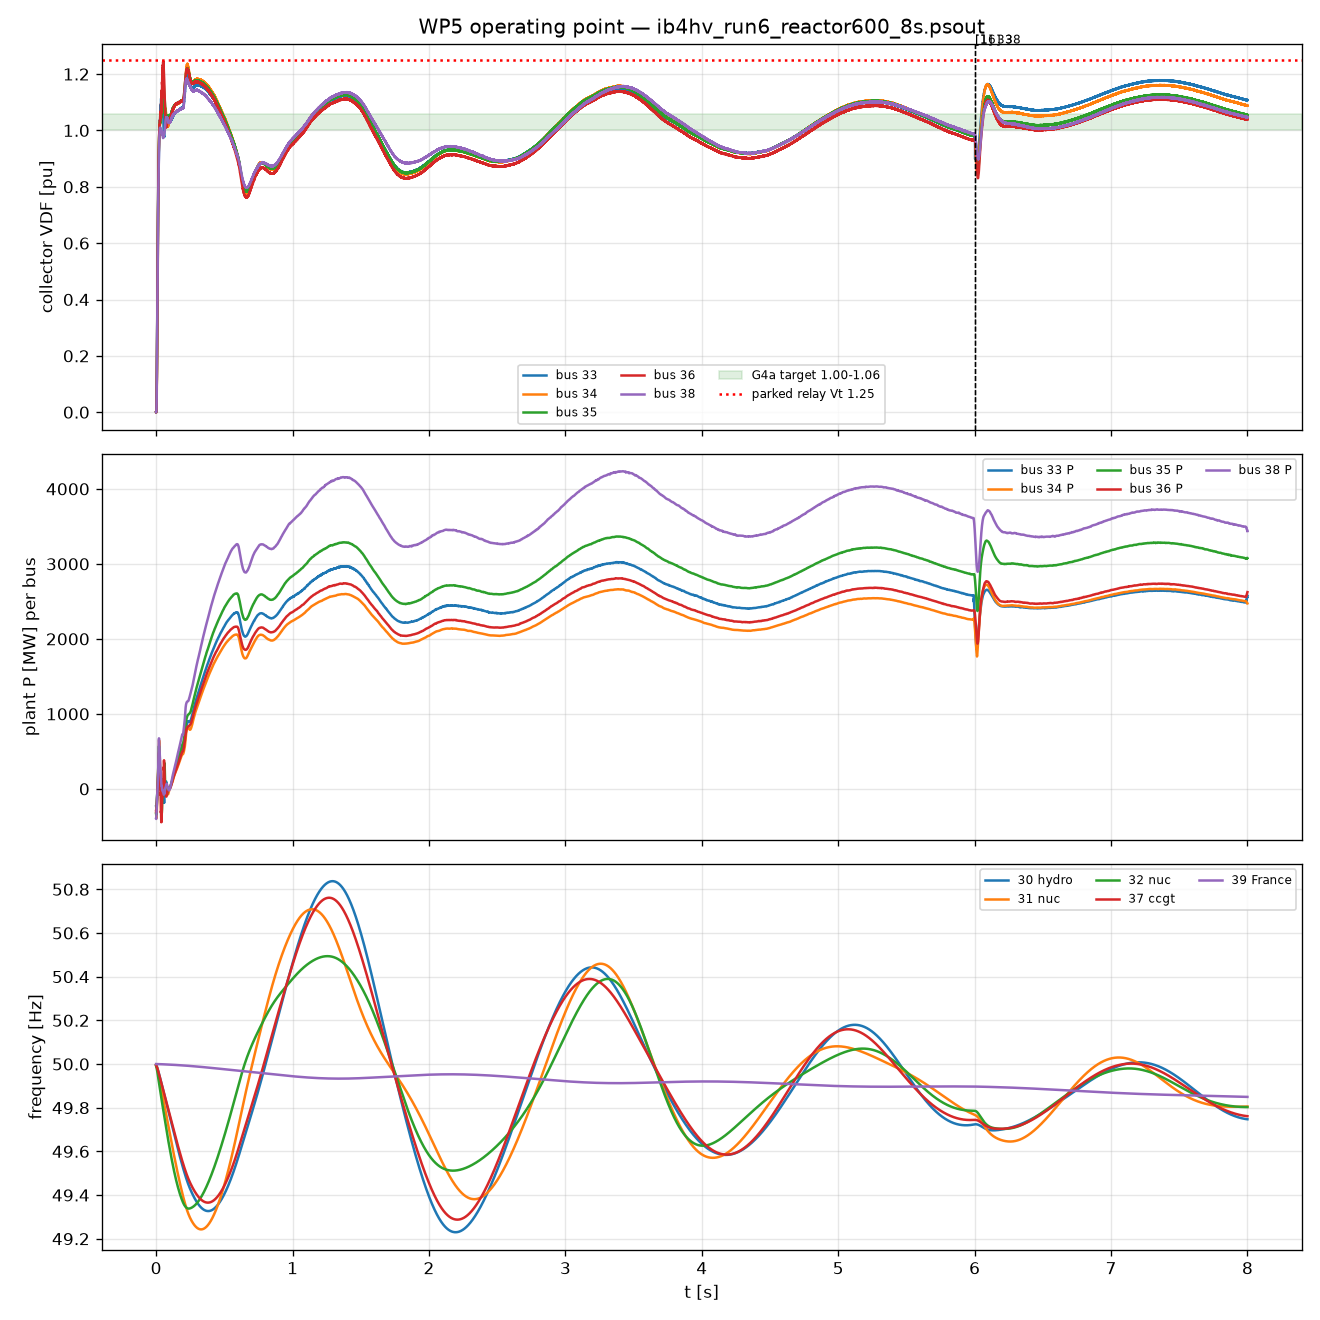 WP5 operating point — ib4hv_run6_reactor600_8s.psout
collector VDF [pu]
1.2
1.0
0.8
0.6
0.4
0.2
0.0
bus 33
bus 34
bus 35
bus 36
bus 38
G4a target 1.00-1.06
parked relay Vt 1.25
plant P [MW] per bus
4000
3000
2000
1000
0
bus 33 P
bus 34 P
bus 35 P
bus 36 P
bus 38 P
frequency [Hz]
50.8
50.6
50.4
50.2
50.0
49.8
49.6
49.4
49.2
30 hydro
31 nuc
32 nuc
37 ccgt
39 France
0 1 2 3 4 5 6 7 8
t [s]